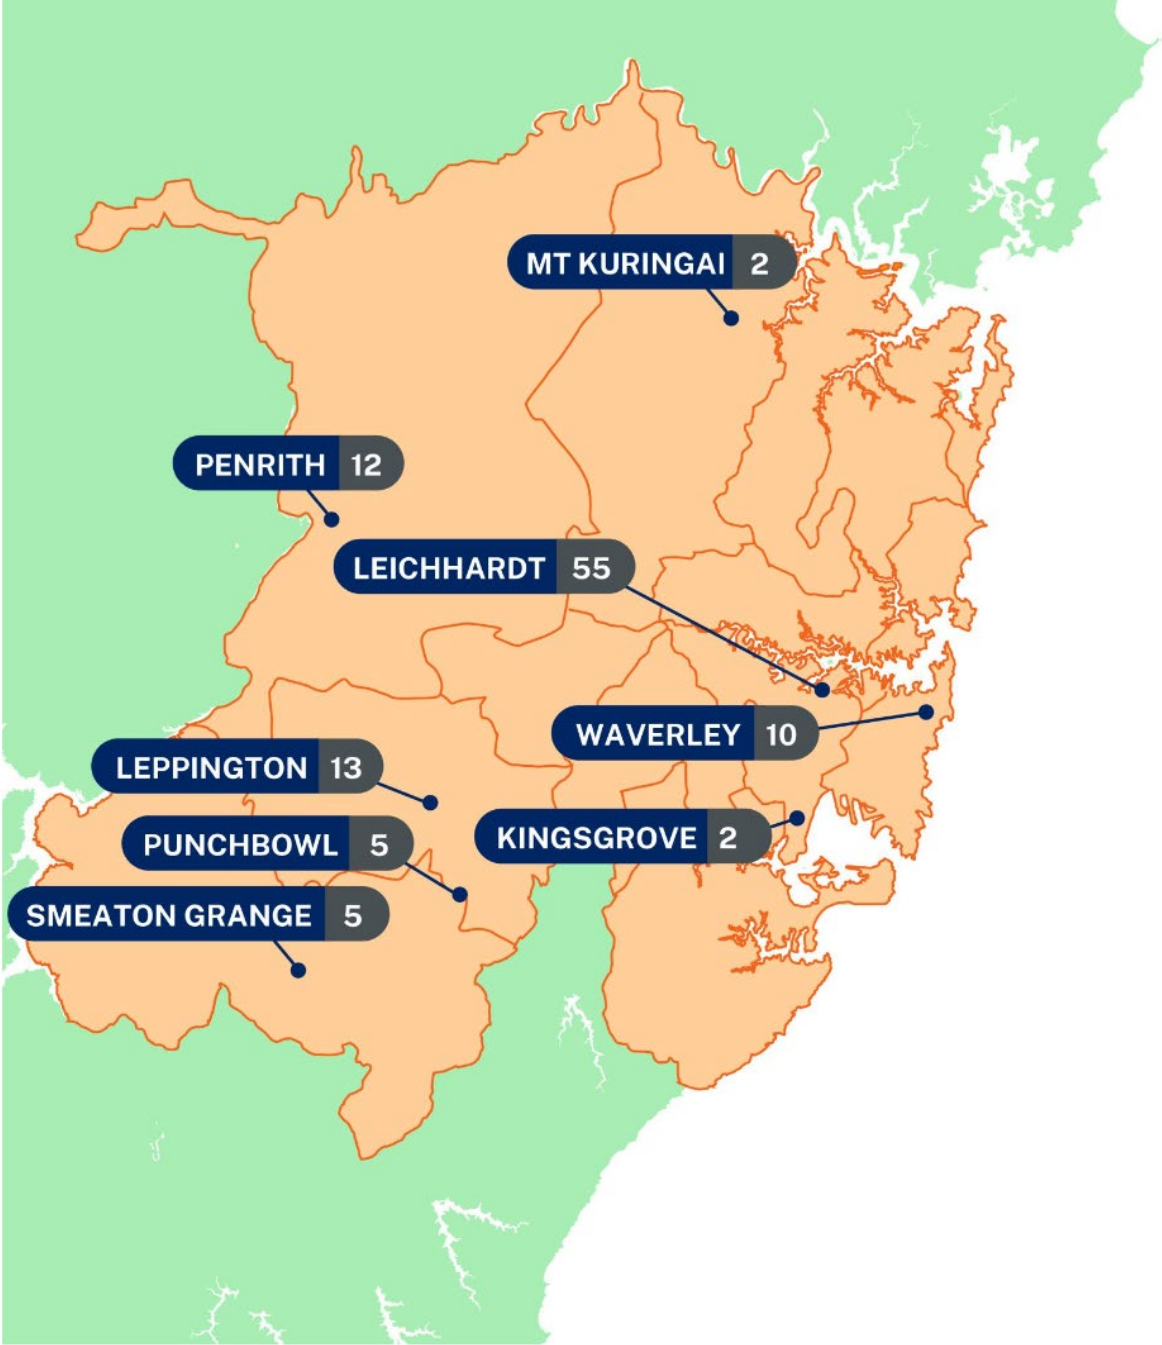 MT KURINGAI 2
PENRITH 12
LEICHHARDT 55
WAVERLEY 10
LEPPINGTON 13
KINGSGROVE 2
PUNCHBOWL 5
SMEATON GRANGE 5